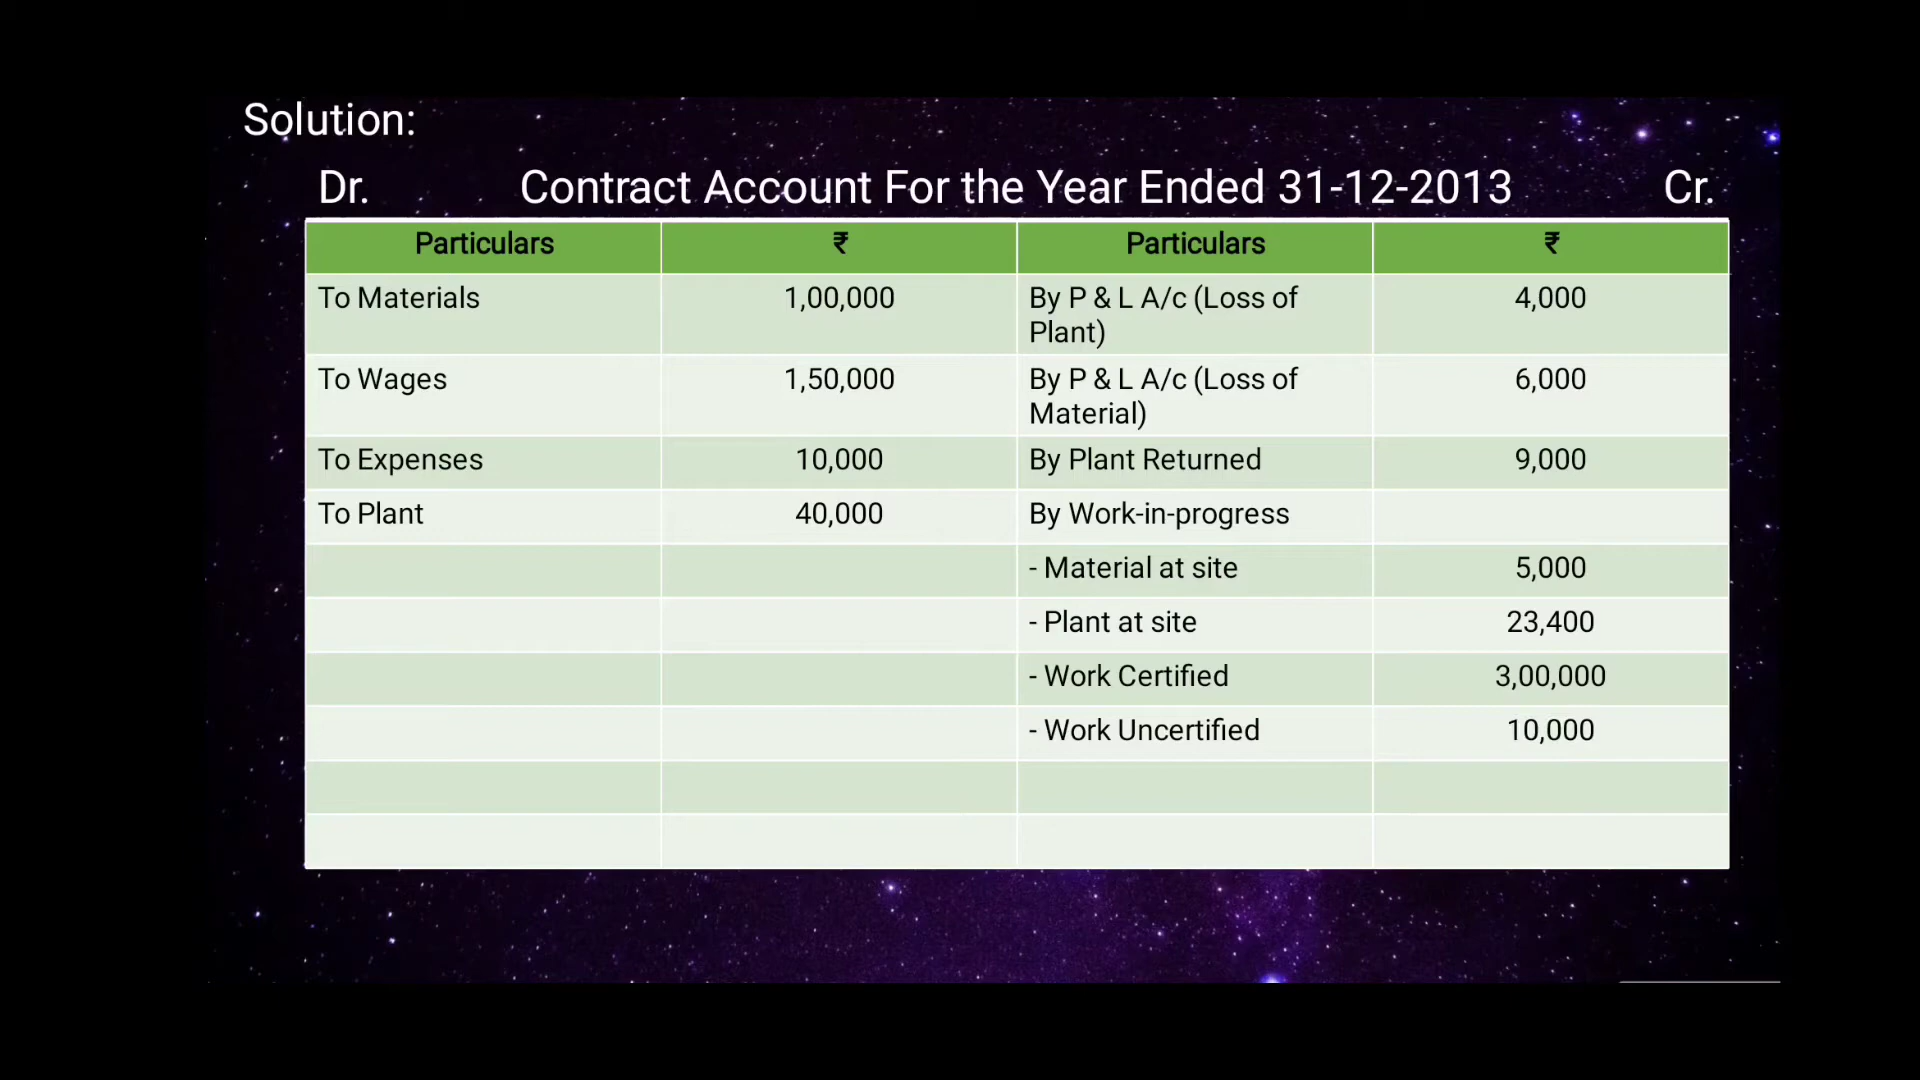 Solution:
Dr. Contract Account For the Year Ended 31-12-2013 Cr.
Particulars ₹ Particulars ₹
To Materials 1,00,000 By P & L A/c (Loss of
Plant) 4,000
To Wages 1,50,000 By P & L A/c (Loss of
Material) 6,000
To Expenses 10,000 By Plant Returned 9,000
To Plant 40,000 By Work-in-progress
- Material at site 5,000
- Plant at site 23,400
- Work Certified 3,00,000
- Work Uncertified 10,000